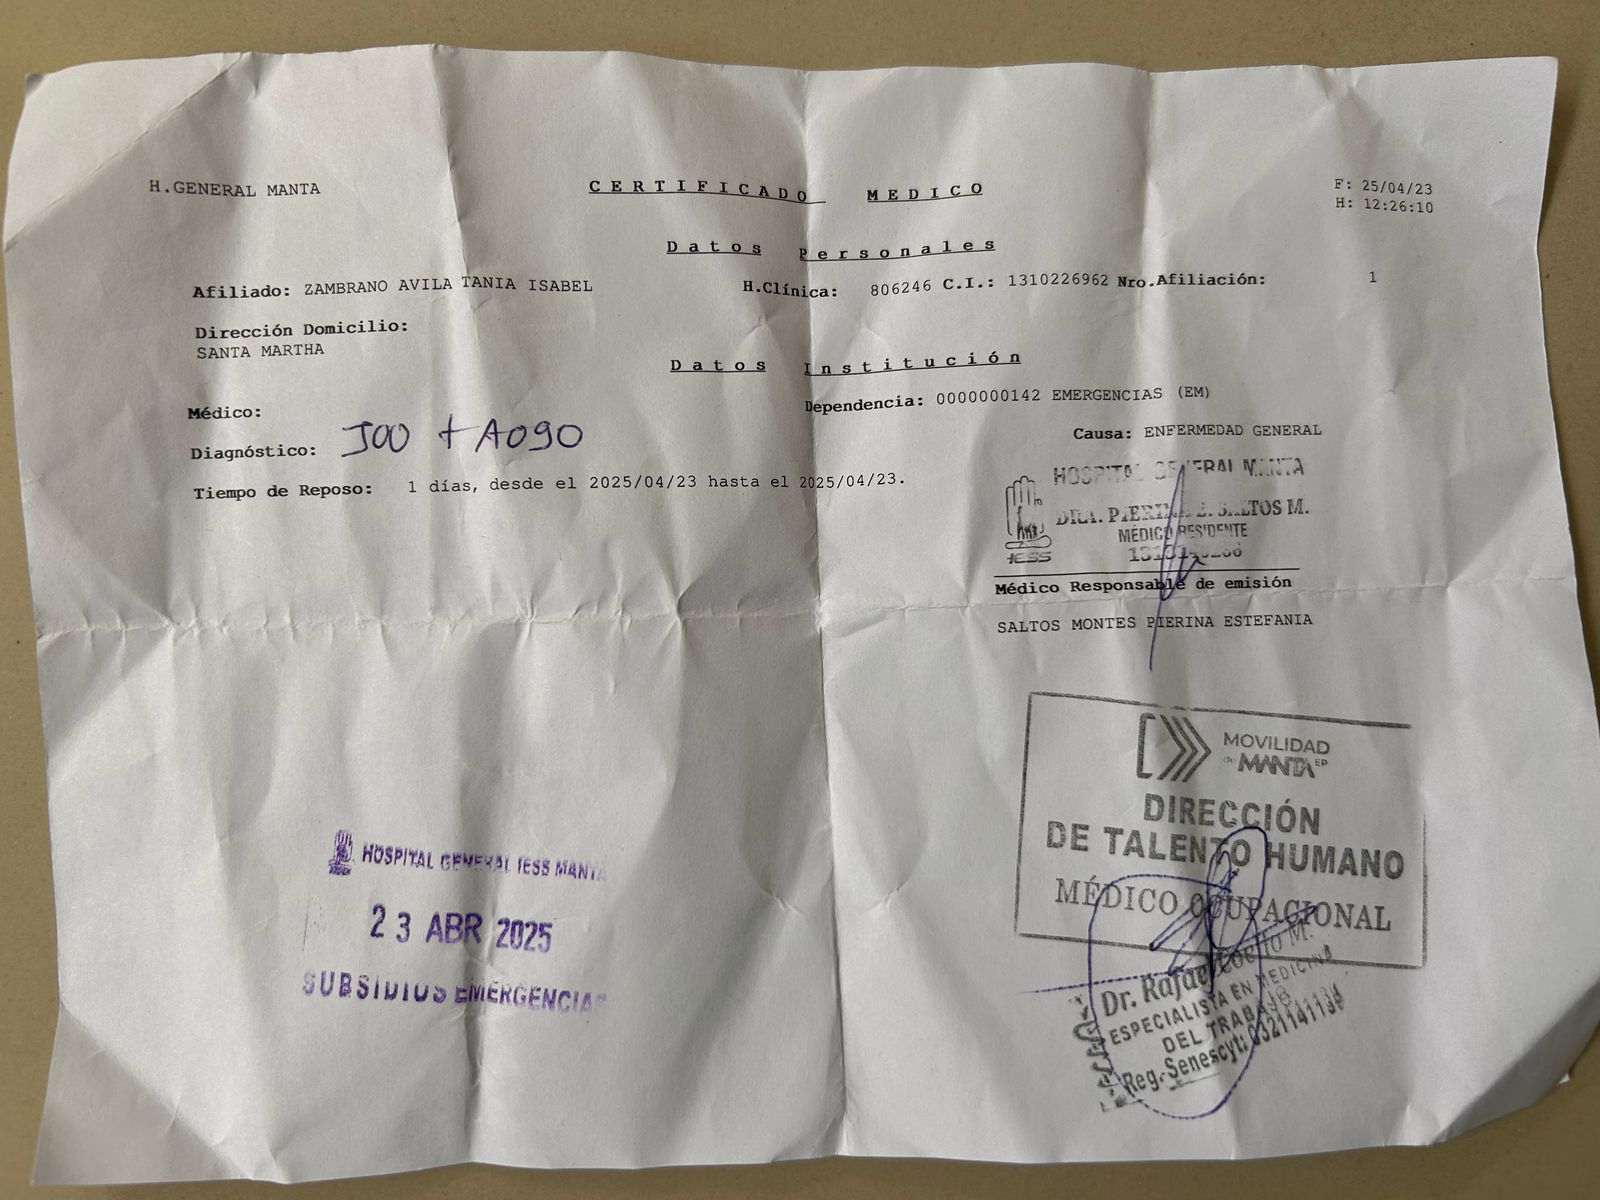 H.GENERAL MANTA
CERTIFICADO MEDICO
F: 25/04/23
H: 12:26:10
Datos Personales
Afiliado: ZAMBRANO AVILA TANIA ISABEL H.Clínica: 806246 C.I.: 1310226962 Nro.Afiliación: 1
Dirección Domicilio:
SANTA MARTHA
Datos Institución
Médico:
Dependencia: 0000000142 EMERGENCIAS (EM)
Diagnóstico: J00 + A090
Causa: ENFERMEDAD GENERAL
Tiempo de Reposo: 1 días, desde el 2025/04/23 hasta el 2025/04/23.
HOSPITAL GENERAL MANTA
DRA. PIERINA E. SALTOS M.
MÉDICO RESIDENTE
IESS
Médico Responsable de emisión
SALTOS MONTES PIERINA ESTEFANIA
MOVILIDAD
de MANTA EP
DIRECCIÓN
DE TALENTO HUMANO
MÉDICO OCUPACIONAL
Dr. Rafael M.
ESPECIALISTA EN MEDICINA
DEL TRABAJO
Reg. Senescyt:
HOSPITAL GENERAL IESS MANTA
23 ABR 2025
SUBSIDIOS EMERGENCIAS